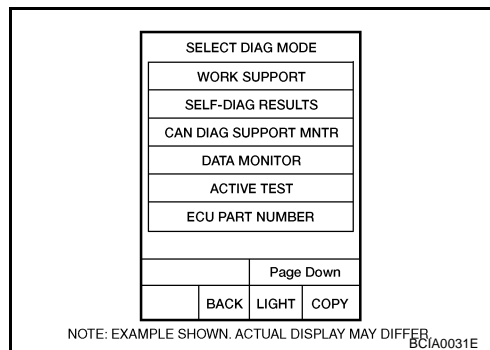 SELECT DIAG MODE
WORK SUPPORT
SELF-DIAG RESULTS
CAN DIAG SUPPORT MNTR
DATA MONITOR
ACTIVE TEST
ECU PART NUMBER
Page Down
BACK LIGHT COPY
NOTE: EXAMPLE SHOWN. ACTUAL DISPLAY MAY DIFFER.
BCIA0031E